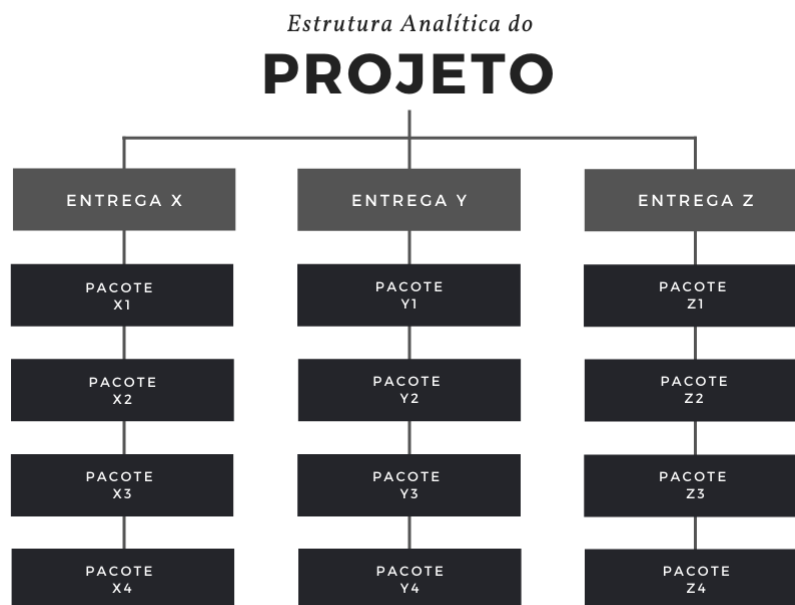 Estrutura Analítica do
PROJETO
ENTREGA X
ENTREGA Y
ENTREGA Z
PACOTE
X1
PACOTE
Y1
PACOTE
Z1
PACOTE
X2
PACOTE
Y2
PACOTE
Z2
PACOTE
X3
PACOTE
Y3
PACOTE
Z3
PACOTE
X4
PACOTE
Y4
PACOTE
Z4